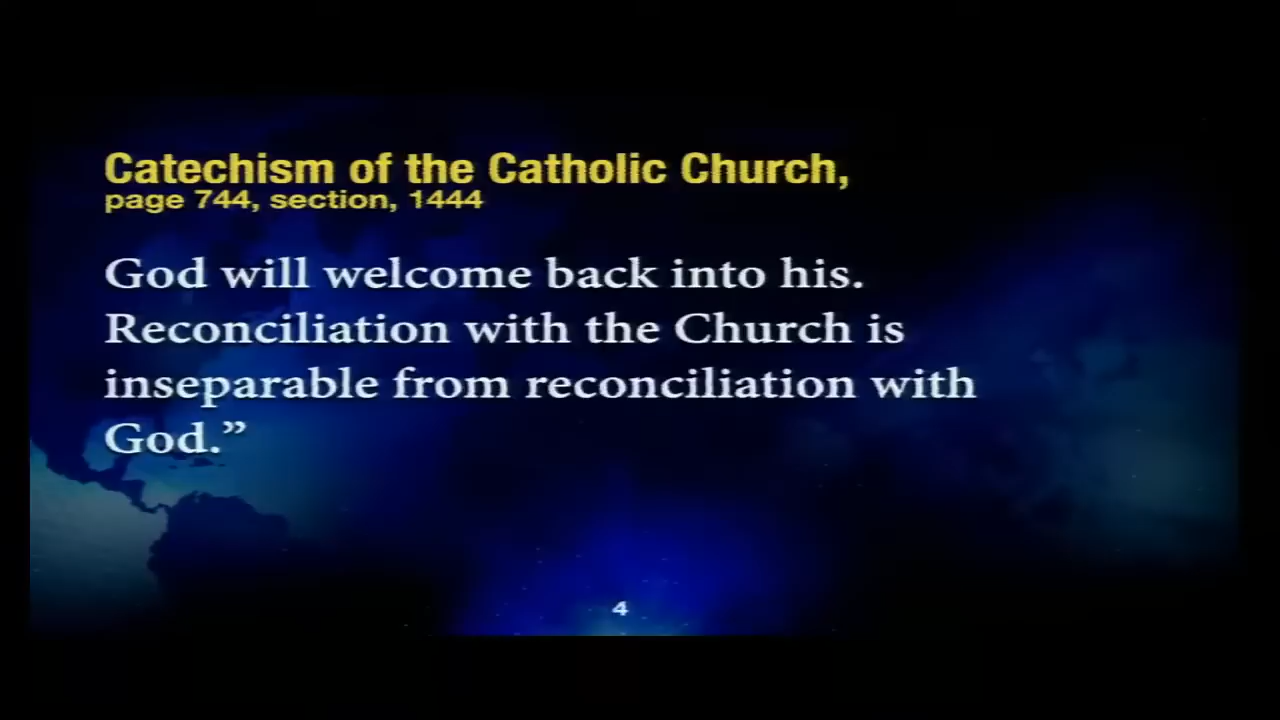 Catechism of the Catholic Church,
page 744, section, 1444
God will welcome back into his.
Reconciliation with the Church is
inseparable from reconciliation with
God.”
4